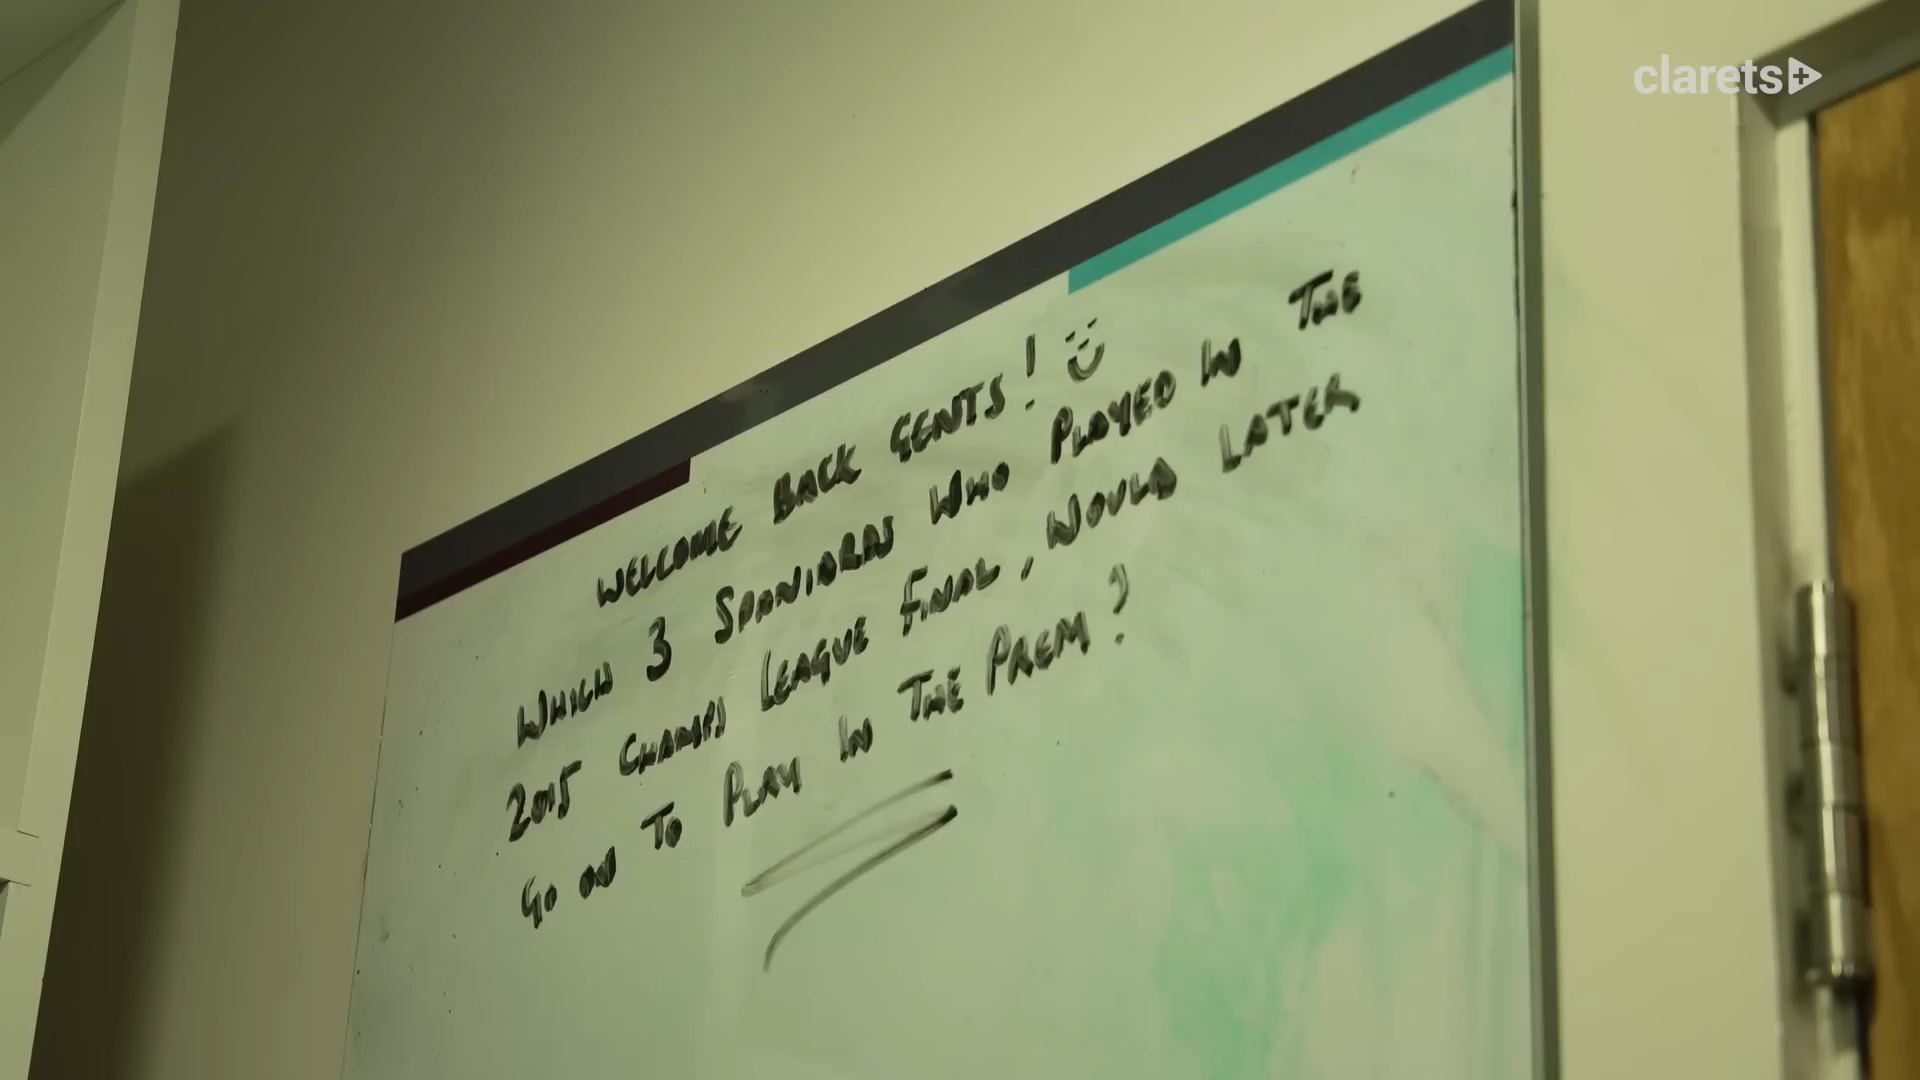 clarets+
WELCOME BACK GENTS!
WHICH 3 SPANIARDS WHO PLAYED IN THE
2015 CHAMPS LEAGUE FINAL, WOULD LATER
GO ON TO PLAY IN THE PREM?